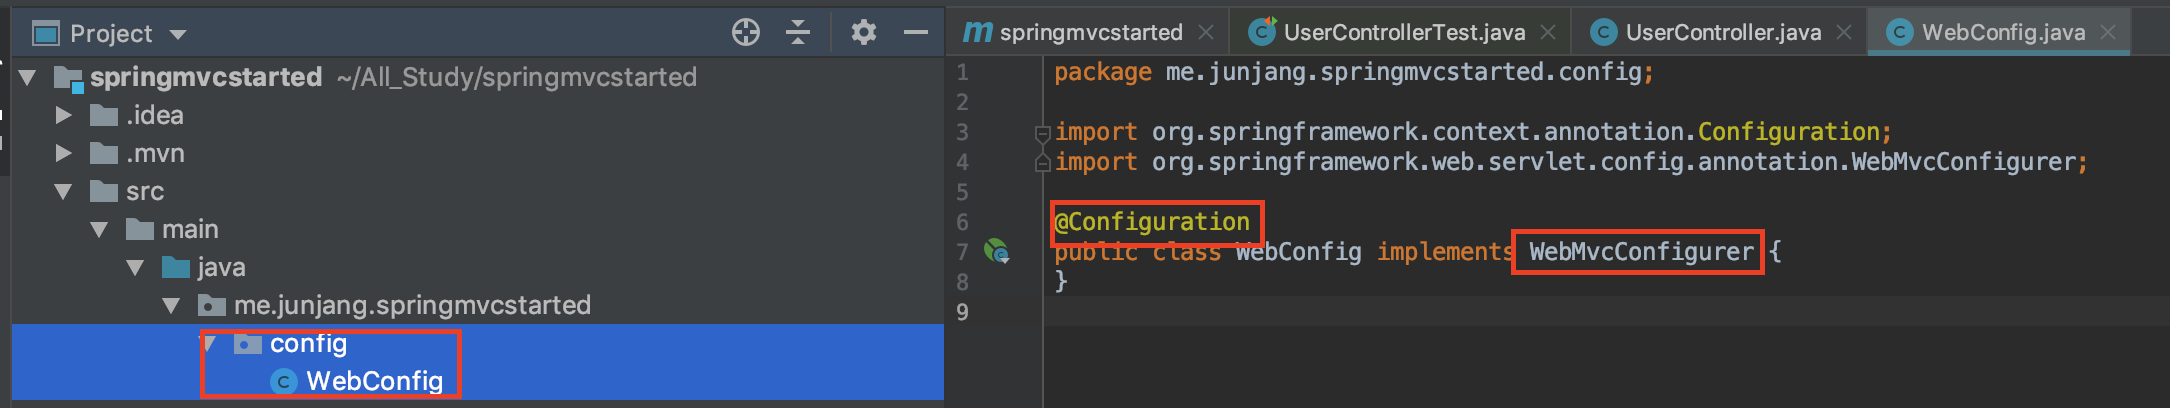 Project
springmvcstarted ~/All_Study/springmvcstarted
.idea
.mvn
src
main
java
me.junjang.springmvcstarted
config
WebConfig
springmvcstarted UserControllerTest.java UserController.java WebConfig.java
1 package me.junjang.springmvcstarted.config;
2
3 import org.springframework.context.annotation.Configuration;
4 import org.springframework.web.servlet.config.annotation.WebMvcConfigurer;
5
6 @Configuration
7 public class WebConfig implements WebMvcConfigurer {
8 }
9